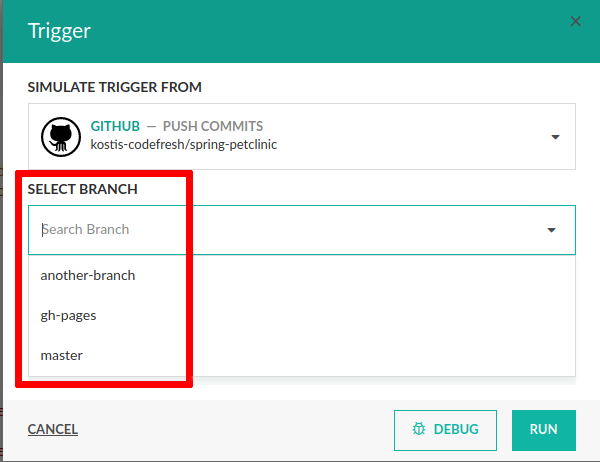 Trigger
SIMULATE TRIGGER FROM
GITHUB — PUSH COMMITS
kostis-codefresh/spring-petclinic
SELECT BRANCH
Search Branch
another-branch
gh-pages
master
CANCEL
DEBUG
RUN